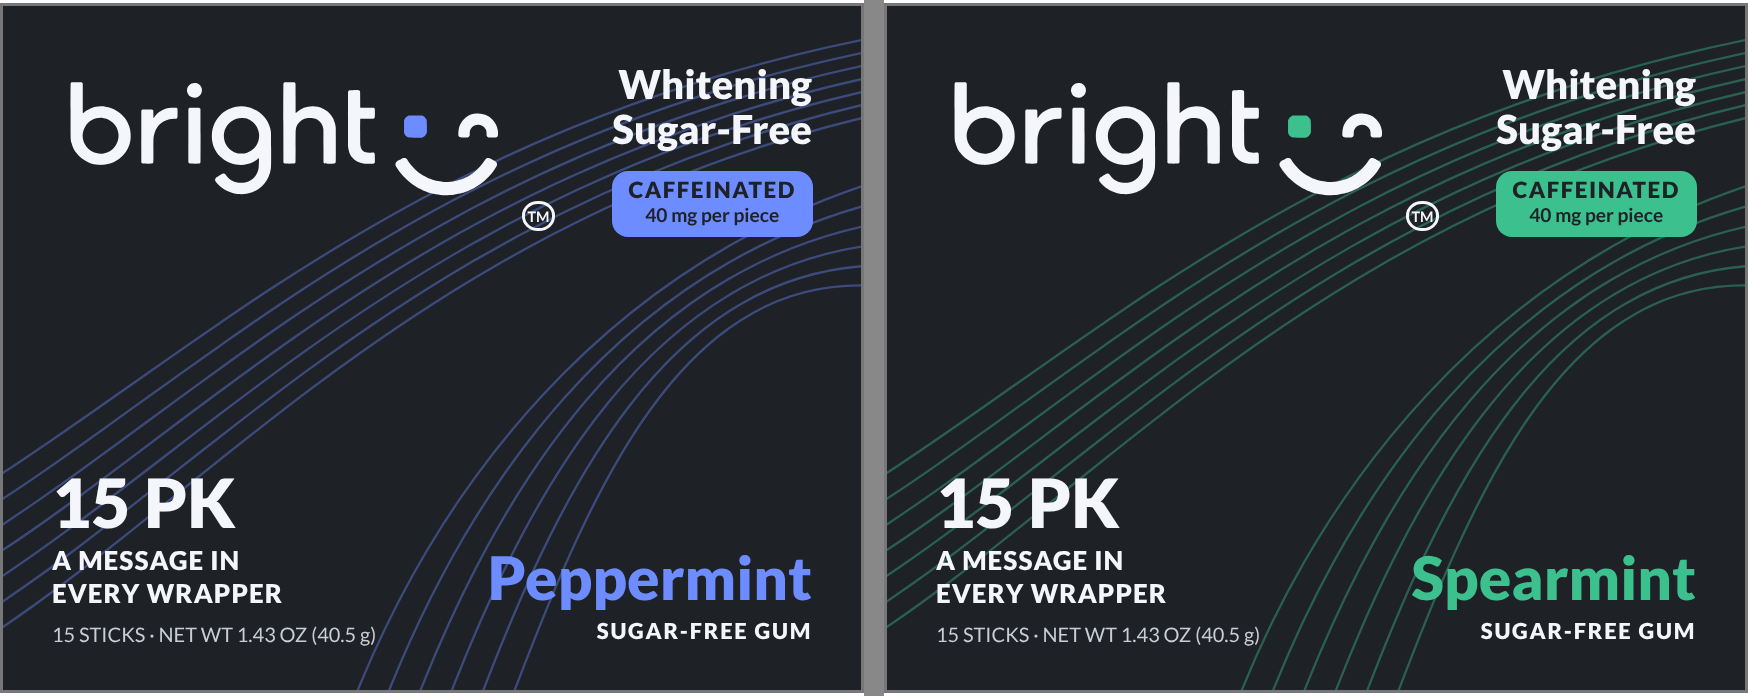 bright
TM
Whitening
Sugar-Free
CAFFEINATED
40 mg per piece
15 PK
A MESSAGE IN
EVERY WRAPPER
15 STICKS · NET WT 1.43 OZ (40.5 g)
Peppermint
SUGAR-FREE GUM
bright
TM
Whitening
Sugar-Free
CAFFEINATED
40 mg per piece
15 PK
A MESSAGE IN
EVERY WRAPPER
15 STICKS · NET WT 1.43 OZ (40.5 g)
Spearmint
SUGAR-FREE GUM